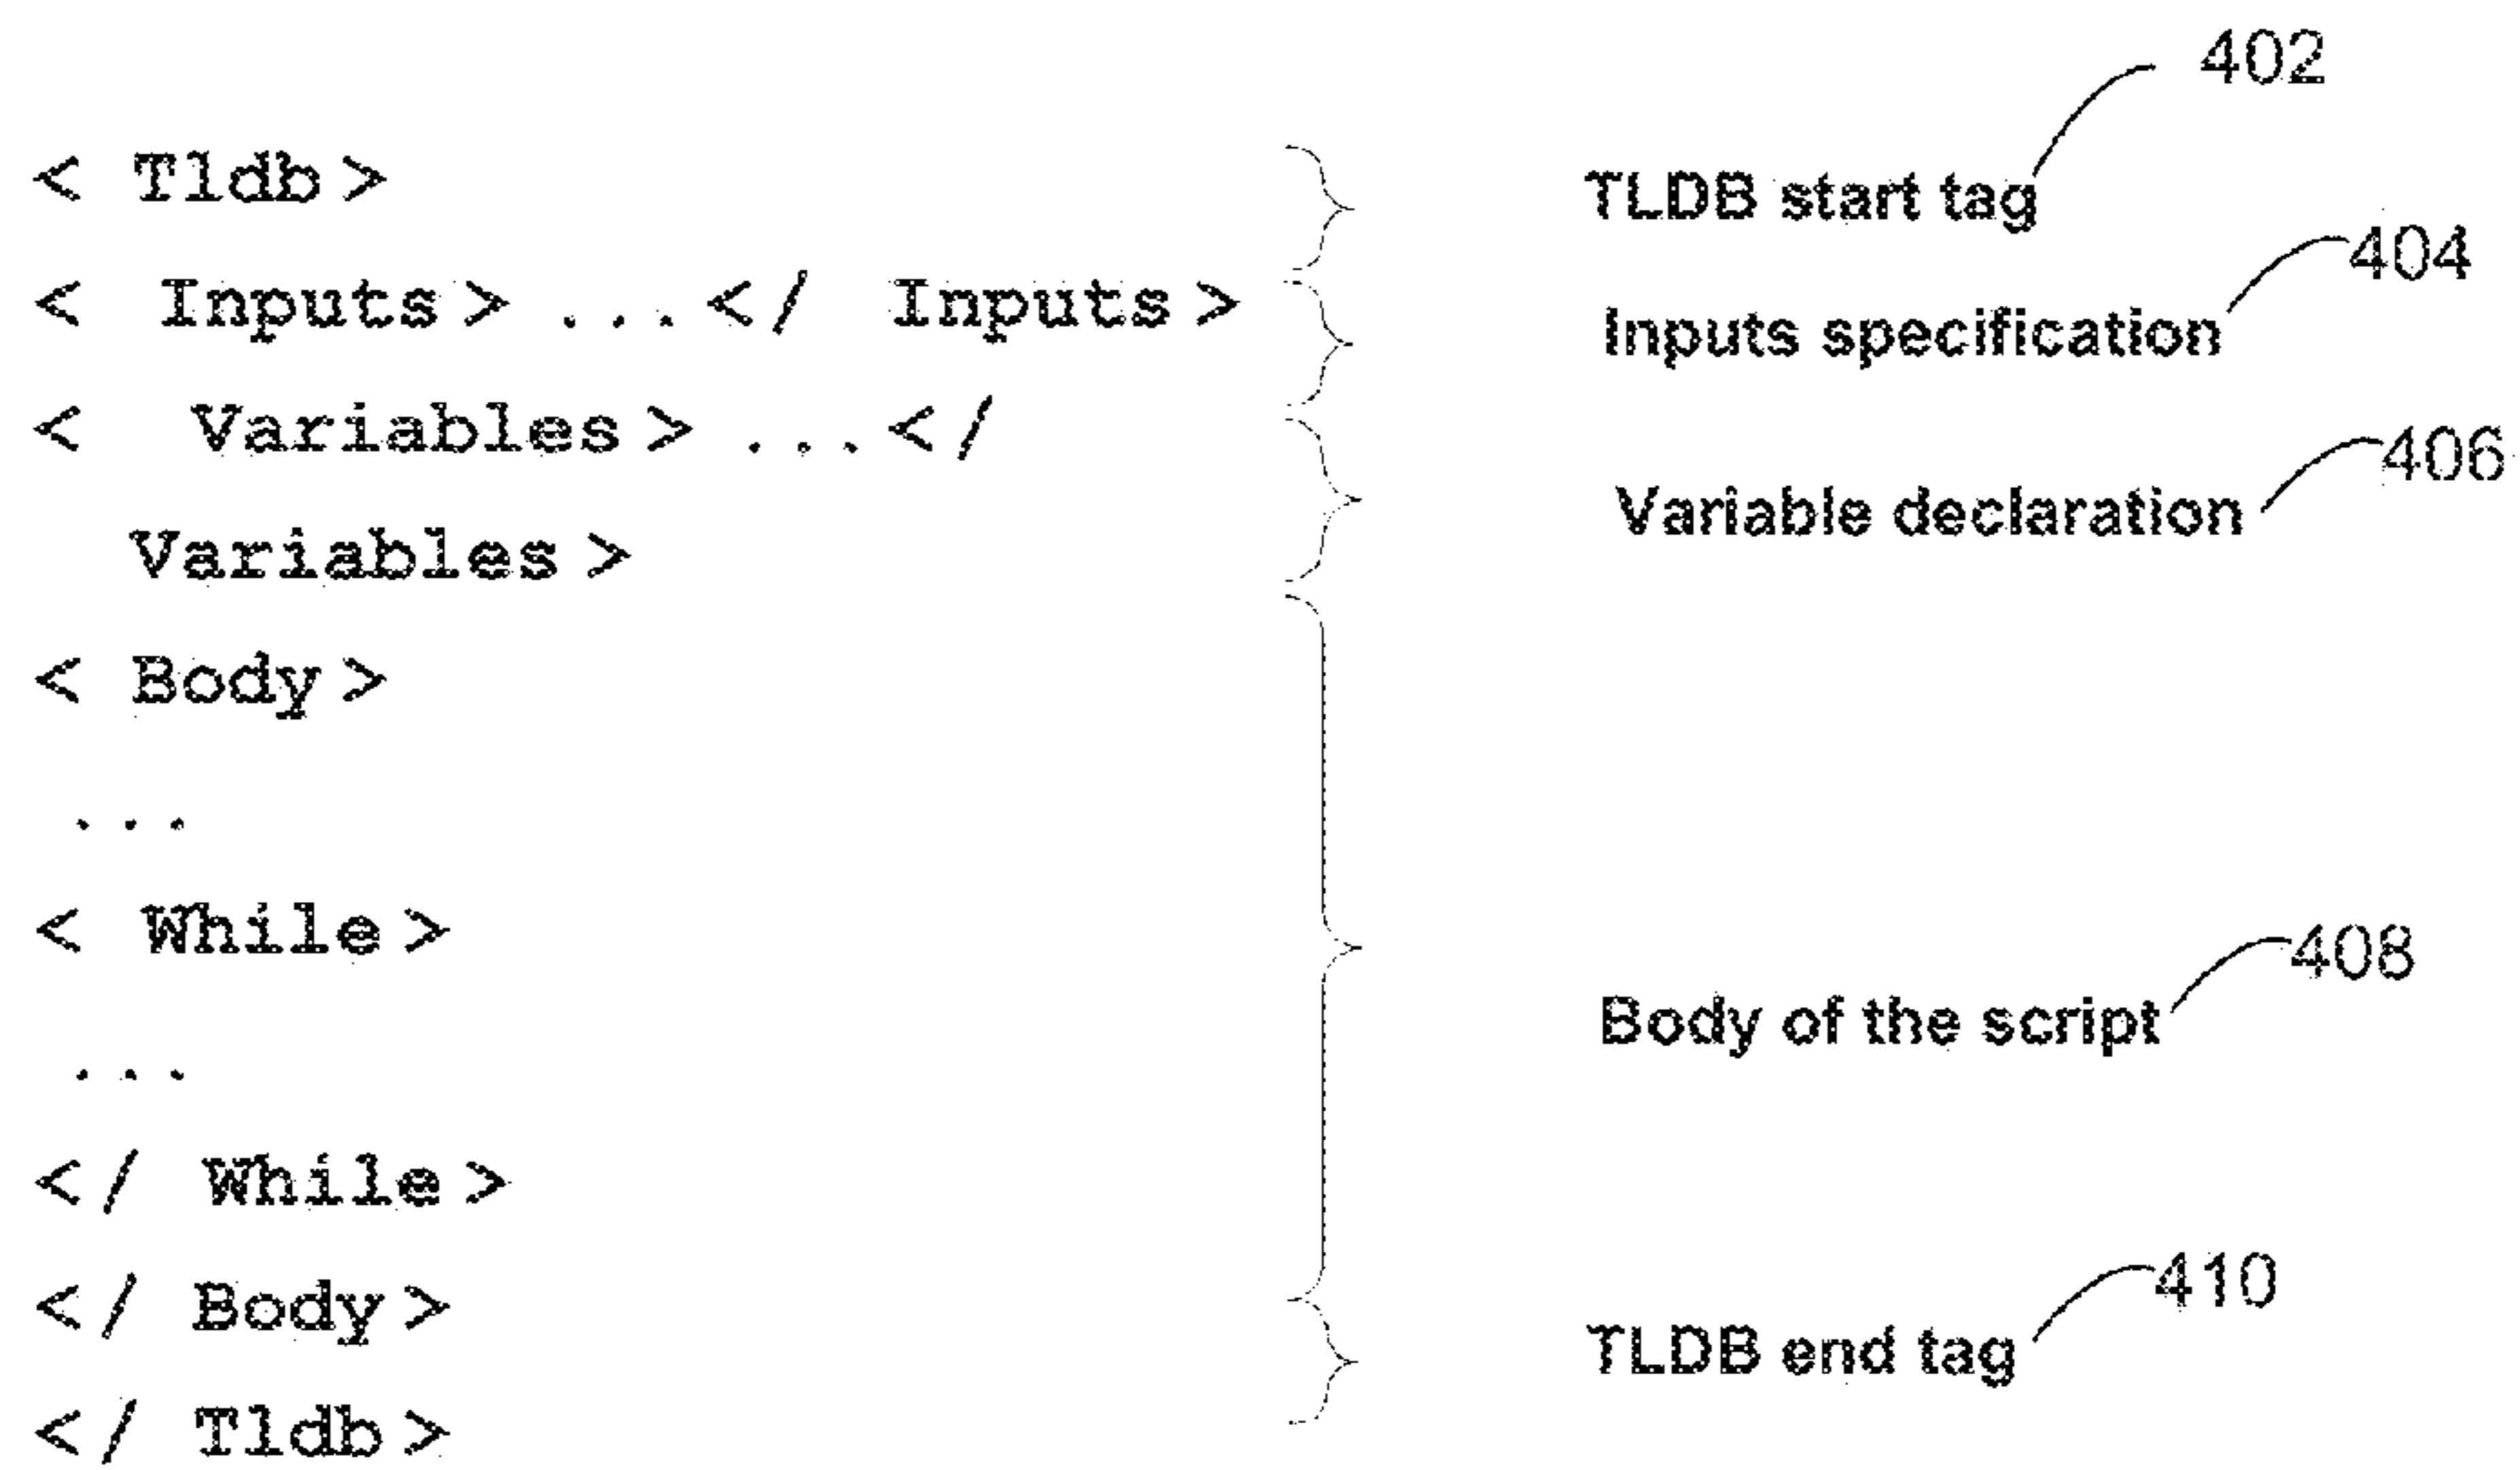 402
< Tldb>
TLDB start tag
404
< Inputs> ...</ Inputs>
Inputs specification
< Variables> ...</
406
Variable declaration
Variables>
< Body>
...
< While>
408
Body of the script
...
</ While>
410
</ Body>
TLDB end tag
</ Tldb>